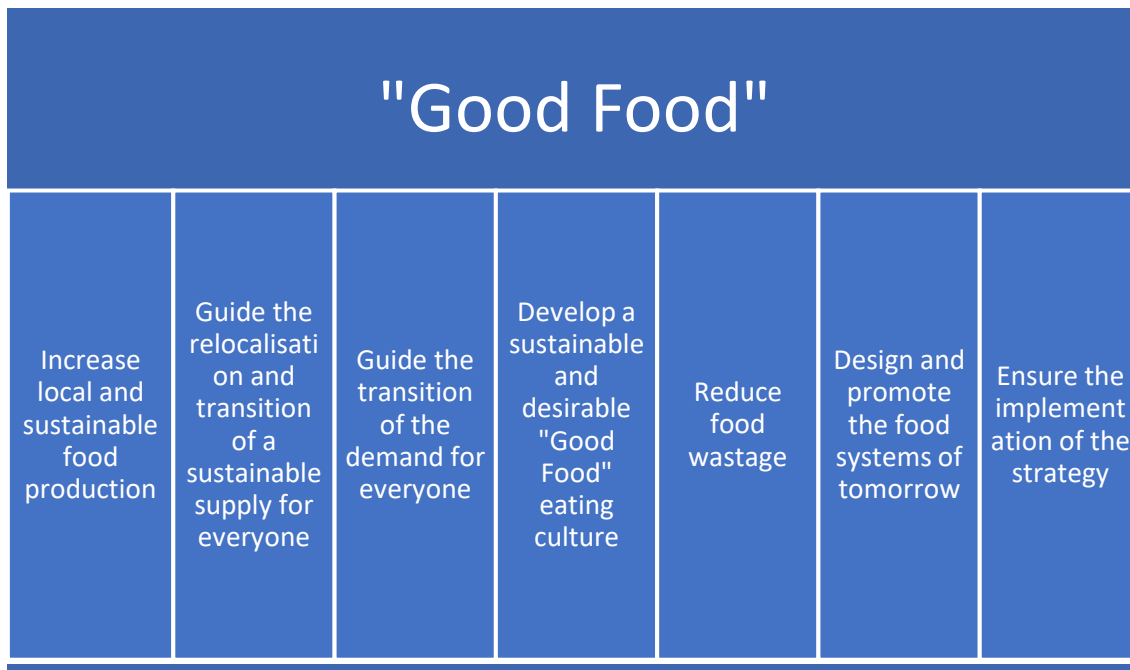 "Good Food"
Increase
local and
sustainable
food
production
Guide the
relocalisati
on and
transition
of a
sustainable
supply for
everyone
Guide the
transition
of the
demand for
everyone
Develop a
sustainable
and
desirable
"Good
Food"
eating
culture
Reduce
food
wastage
Design and
promote
the food
systems of
tomorrow
Ensure the
implement
ation of the
strategy